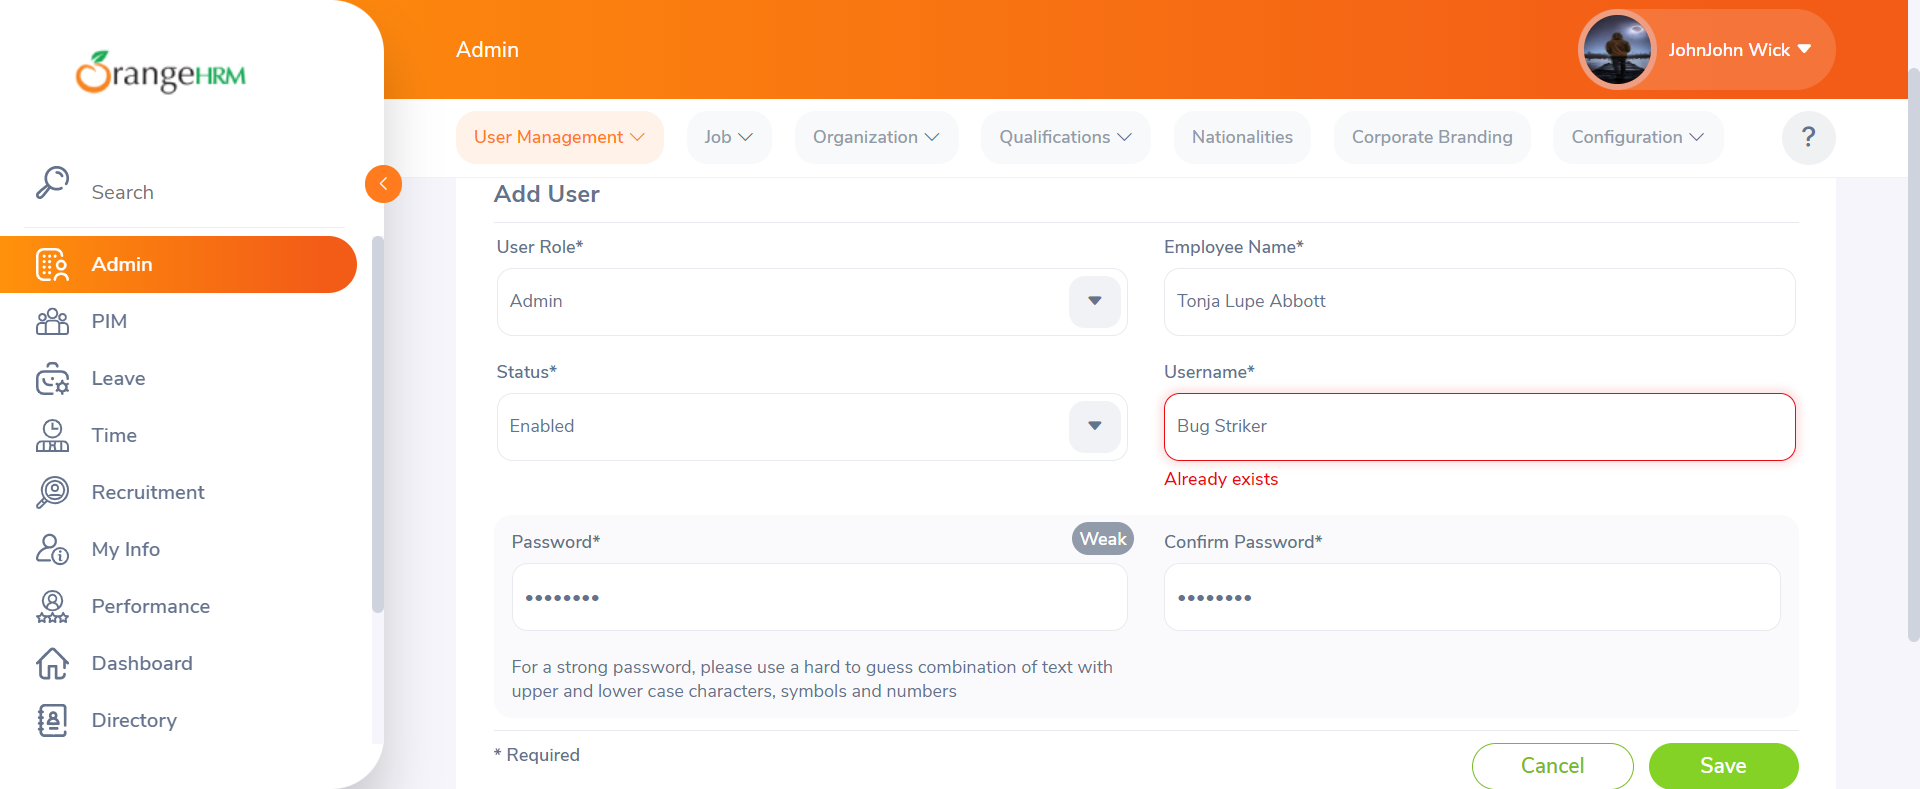 OrangeHRM
Admin
JohnJohn Wick
User Management
Job
Organization
Qualifications
Nationalities
Corporate Branding
Configuration
?
Search
Admin
PIM
Leave
Time
Recruitment
My Info
Performance
Dashboard
Directory
Add User
User Role*
Admin
Employee Name*
Tonja Lupe Abbott
Status*
Enabled
Username*
Bug Striker
Already exists
Password*
Weak
••••••••
Confirm Password*
••••••••
For a strong password, please use a hard to guess combination of text with
upper and lower case characters, symbols and numbers
* Required
Cancel
Save